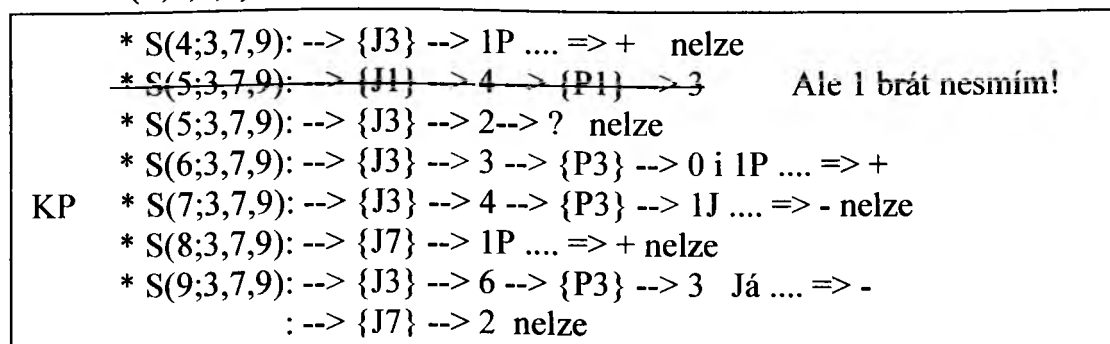 * S(4;3,7,9): --> {J3} --> 1P .... => + nelze
* S(5;3,7,9): --> {J1} --> 4 --> {P1} --> 3 Ale 1 brát nesmím!
* S(5;3,7,9): --> {J3} --> 2--> ? nelze
* S(6;3,7,9): --> {J3} --> 3 --> {P3} --> 0 i 1P .... => +
KP * S(7;3,7,9): --> {J3} --> 4 --> {P3} --> 1J .... => - nelze
* S(8;3,7,9): --> {J7} --> 1P .... => + nelze
* S(9;3,7,9): --> {J3} --> 6 --> {P3} --> 3 Já .... => -
: --> {J7} --> 2 nelze